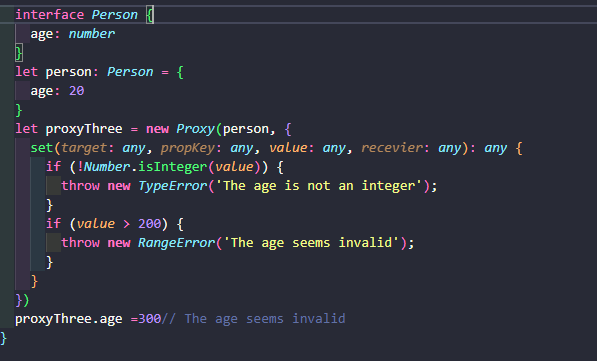 interface Person {
age: number
}
let person: Person = {
age: 20
}
let proxyThree = new Proxy(person, {
set(target: any, propKey: any, value: any, recevier: any): any {
if (!Number.isInteger(value)) {
throw new TypeError('The age is not an integer');
}
if (value > 200) {
throw new RangeError('The age seems invalid');
}
}
})
proxyThree.age =300// The age seems invalid
}